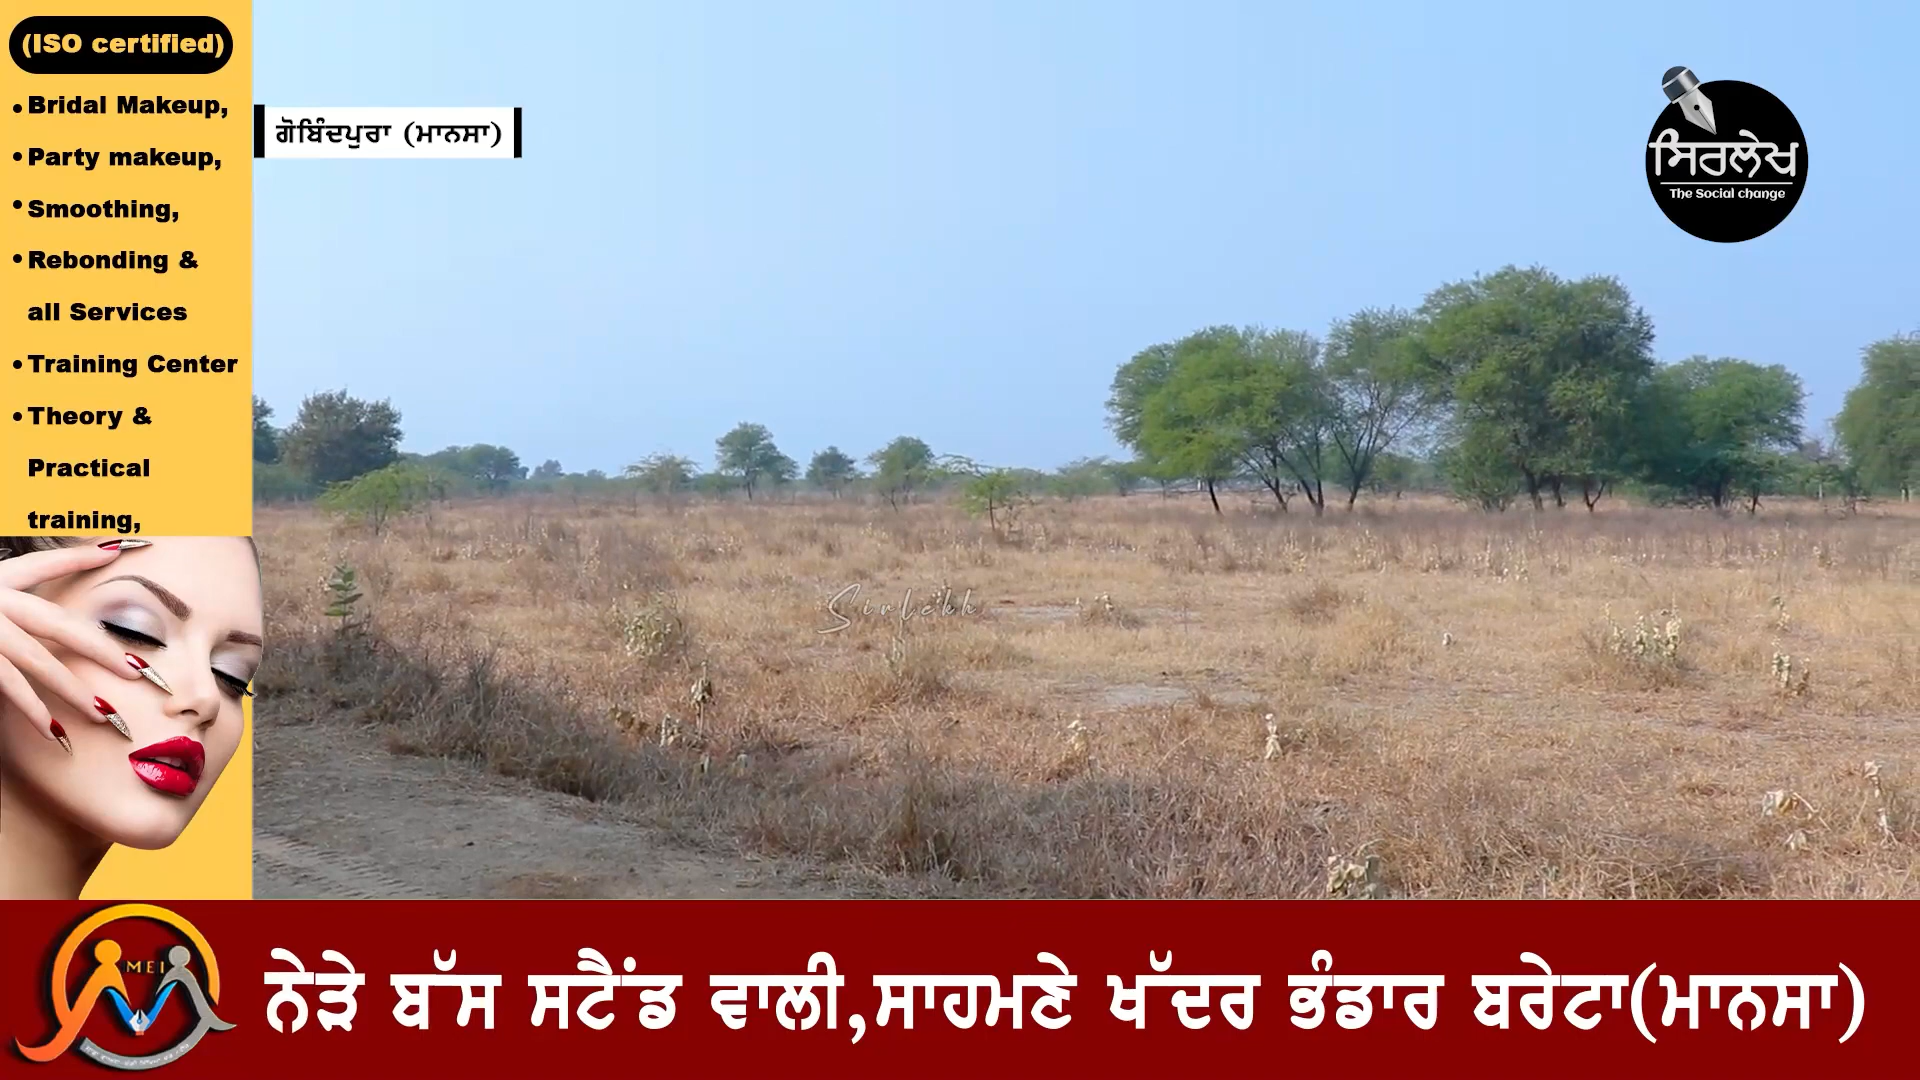 (ISO certified)
• Bridal Makeup,
• Party makeup,
• Smoothing,
• Rebonding &
all Services
• Training Center
• Theory &
Practical
training,
ਗੋਬਿੰਦਪੁਰਾ (ਮਾਨਸਾ)
ਸਿਰਲੇਖ
The Social change
Sirlekh
MEI
ਨੇੜੇ ਬੱਸ ਸਟੈਂਡ ਵਾਲੀ,ਸਾਹਮਣੇ ਖੱਦਰ ਭੰਡਾਰ ਬਰੇਟਾ(ਮਾਨਸਾ)